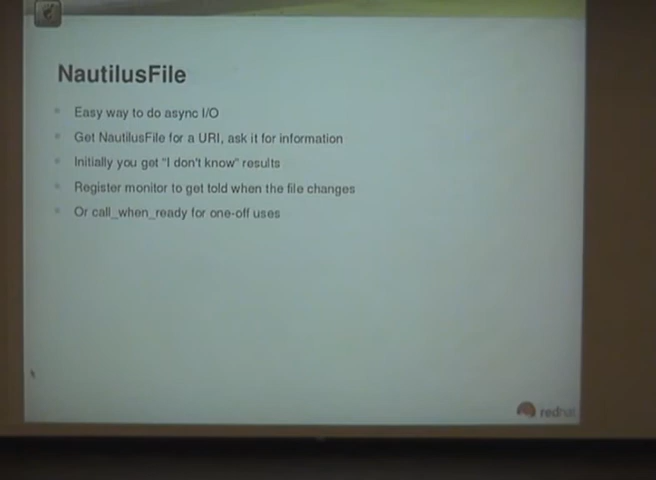 NautilusFile
Easy way to do async I/O
Get NautilusFile for a URI, ask it for information
Initially you get "I don't know" results
Register monitor to get told when the file changes
Or call_when_ready for one-off uses
redhat